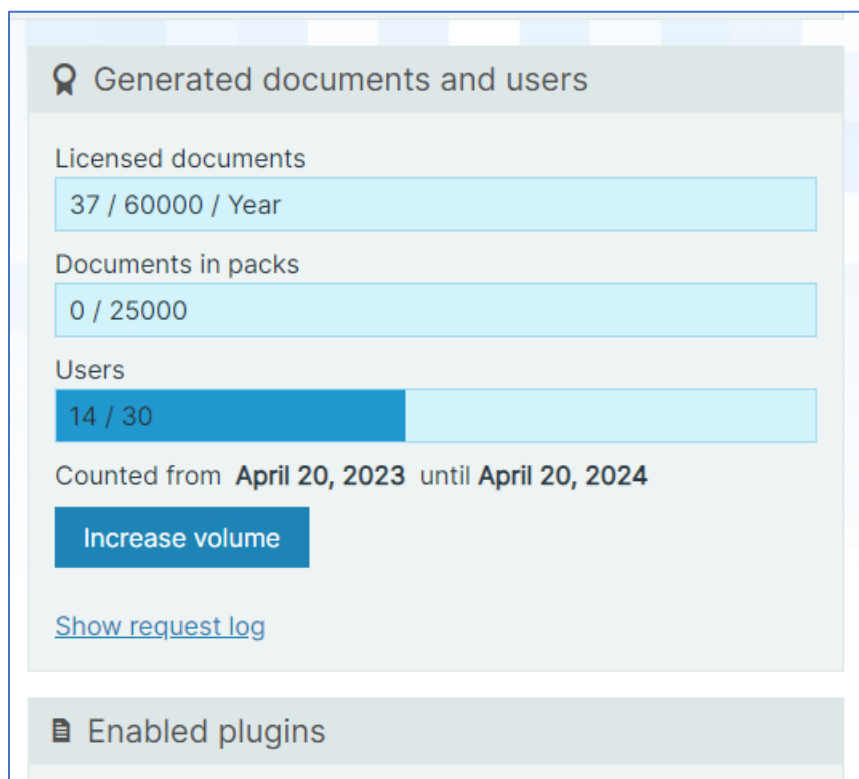 Generated documents and users
Licensed documents
37 / 60000 / Year
Documents in packs
0 / 25000
Users
14 / 30
Counted from April 20, 2023 until April 20, 2024
Increase volume
Show request log
Enabled plugins